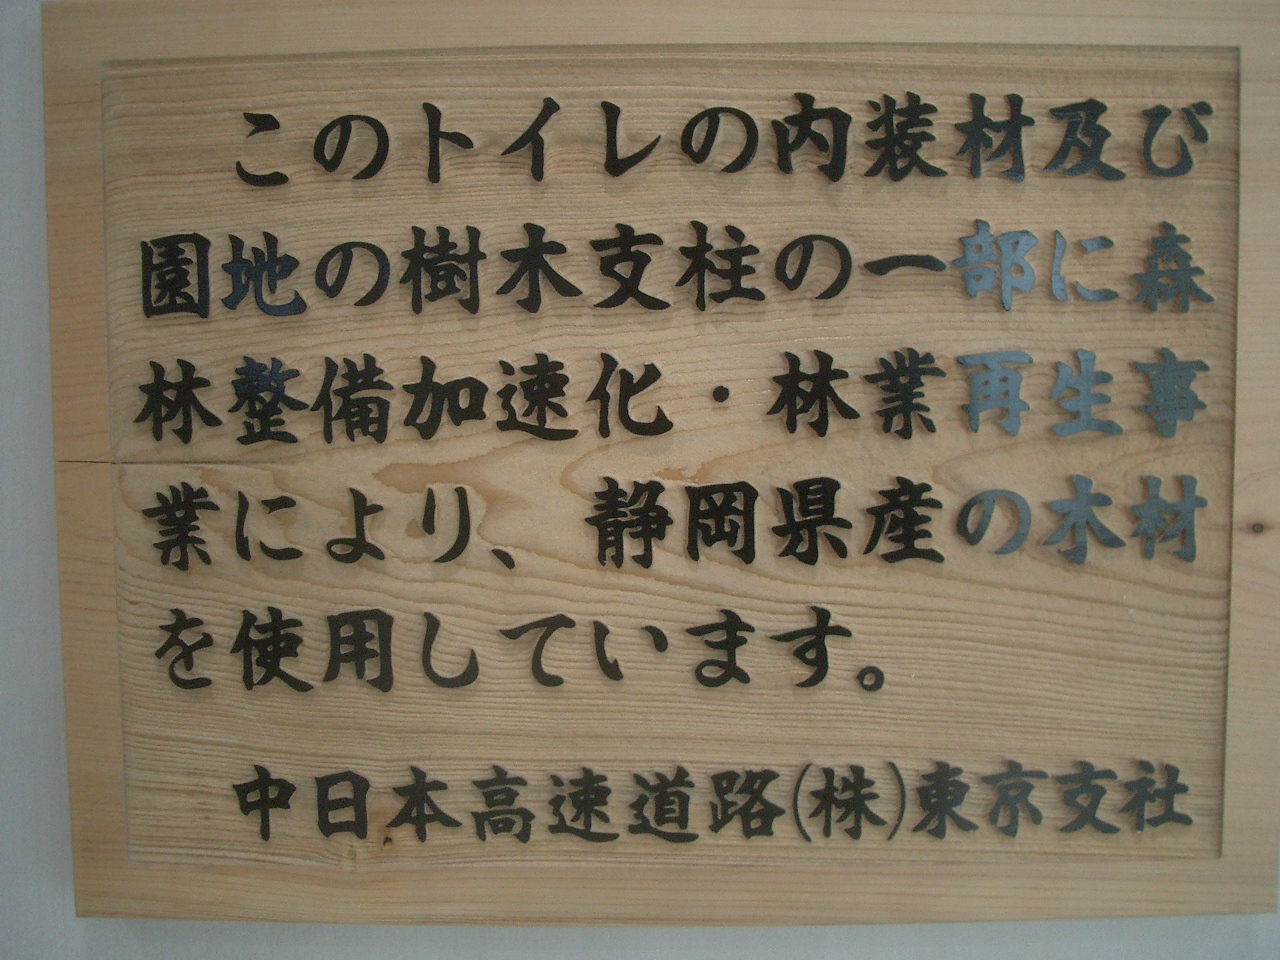 このトイレの内装材及び
園地の樹木支柱の一部に森
林整備加速化・林業再生事
業により、静岡県産の木材
を使用しています。
中日本高速道路(株)東京支社